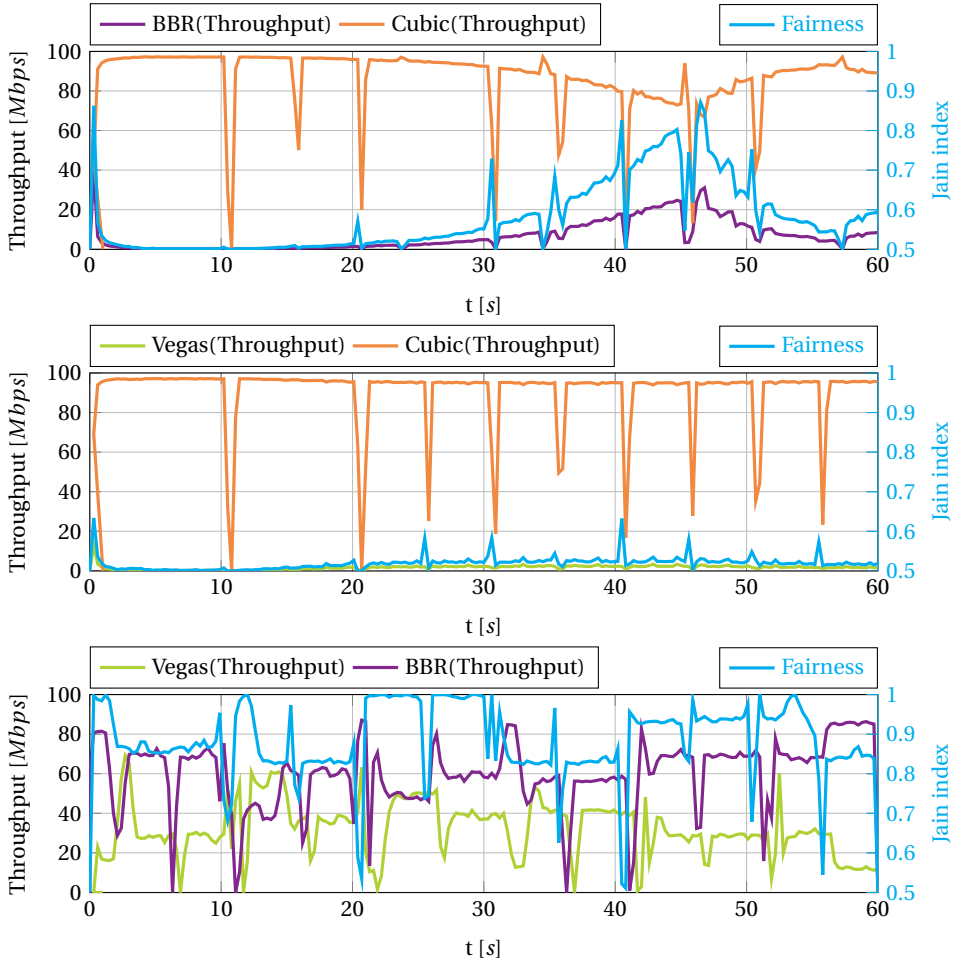 BBR(Throughput) Cubic(Throughput) Fairness
100 1
80 0.9
60 0.8
40 0.7
20 0.6
0 0.5
Throughput [Mbps]
Jain index
0 10 20 30 40 50 60
t [s]
Vegas(Throughput) Cubic(Throughput) Fairness
100 1
80 0.9
60 0.8
40 0.7
20 0.6
0 0.5
Throughput [Mbps]
Jain index
0 10 20 30 40 50 60
t [s]
Vegas(Throughput) BBR(Throughput) Fairness
100 1
80 0.9
60 0.8
40 0.7
20 0.6
0 0.5
Throughput [Mbps]
Jain index
0 10 20 30 40 50 60
t [s]